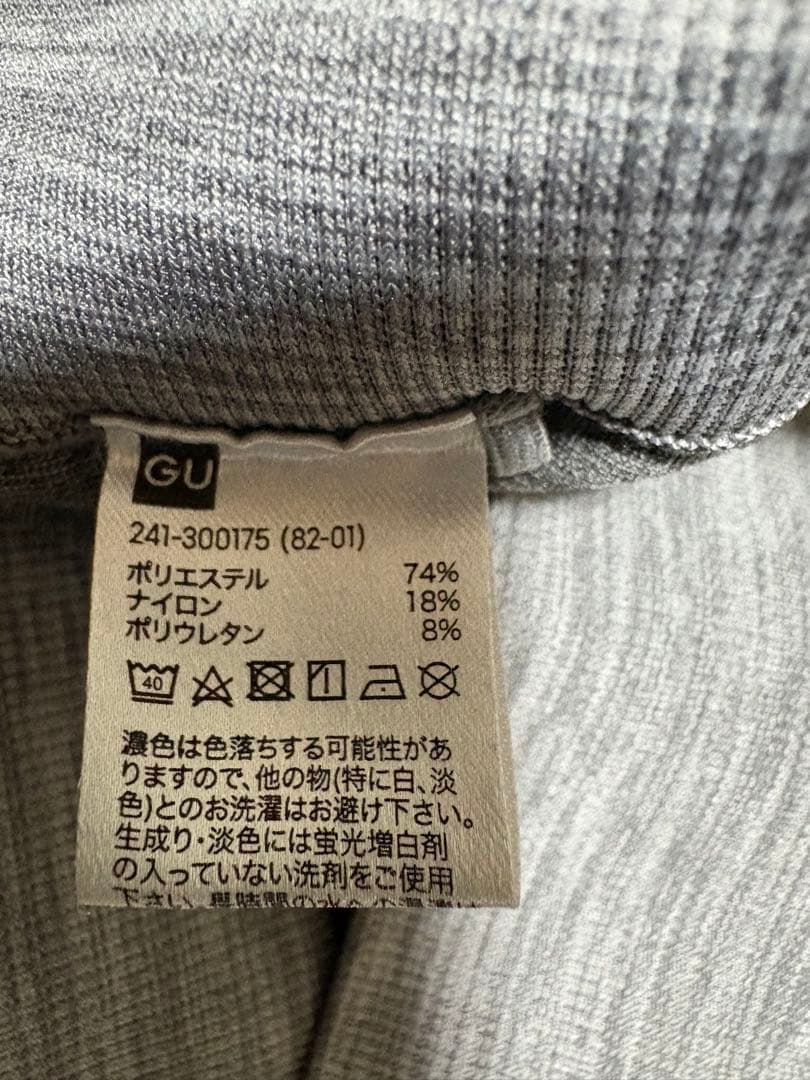 GU
241-300175 (82-01)
ポリエステル 74%
ナイロン 18%
ポリウレタン 8%
40
濃色は色落ちする可能性があ
りますので、他の物(特に白、淡
色)とのお洗濯はお避け下さい。
生成り・淡色には蛍光増白剤
の入っていない洗剤をご使用
下さい。